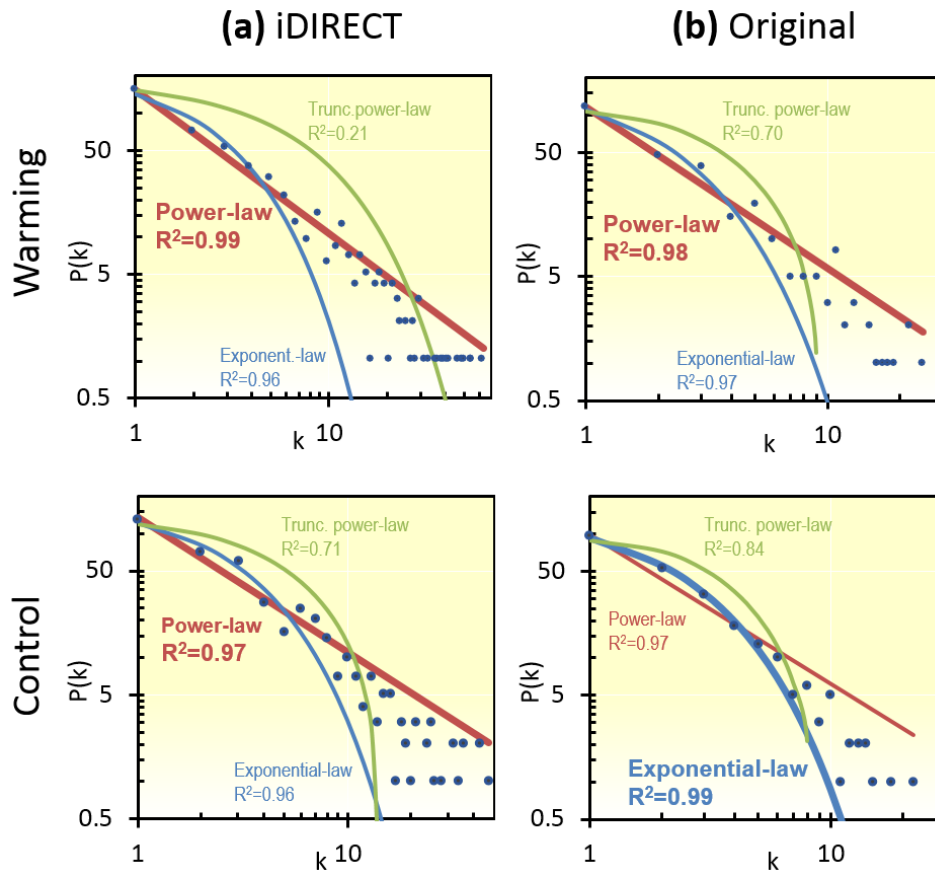 (a) iDIRECT
(b) Original
Warming
P(k)
50
5
0.5
1
10
k
Trunc.power-law
R²=0.21
Power-law
R²=0.99
Exponent.-law
R²=0.96
P(k)
50
5
0.5
1
10
k
Trunc.power-law
R²=0.70
Power-law
R²=0.98
Exponential-law
R²=0.97
Control
P(k)
50
5
0.5
1
10
k
Trunc. power-law
R²=0.71
Power-law
R²=0.97
Exponential-law
R²=0.96
P(k)
50
5
0.5
1
10
k
Trunc. power-law
R²=0.84
Power-law
R²=0.97
Exponential-law
R²=0.99